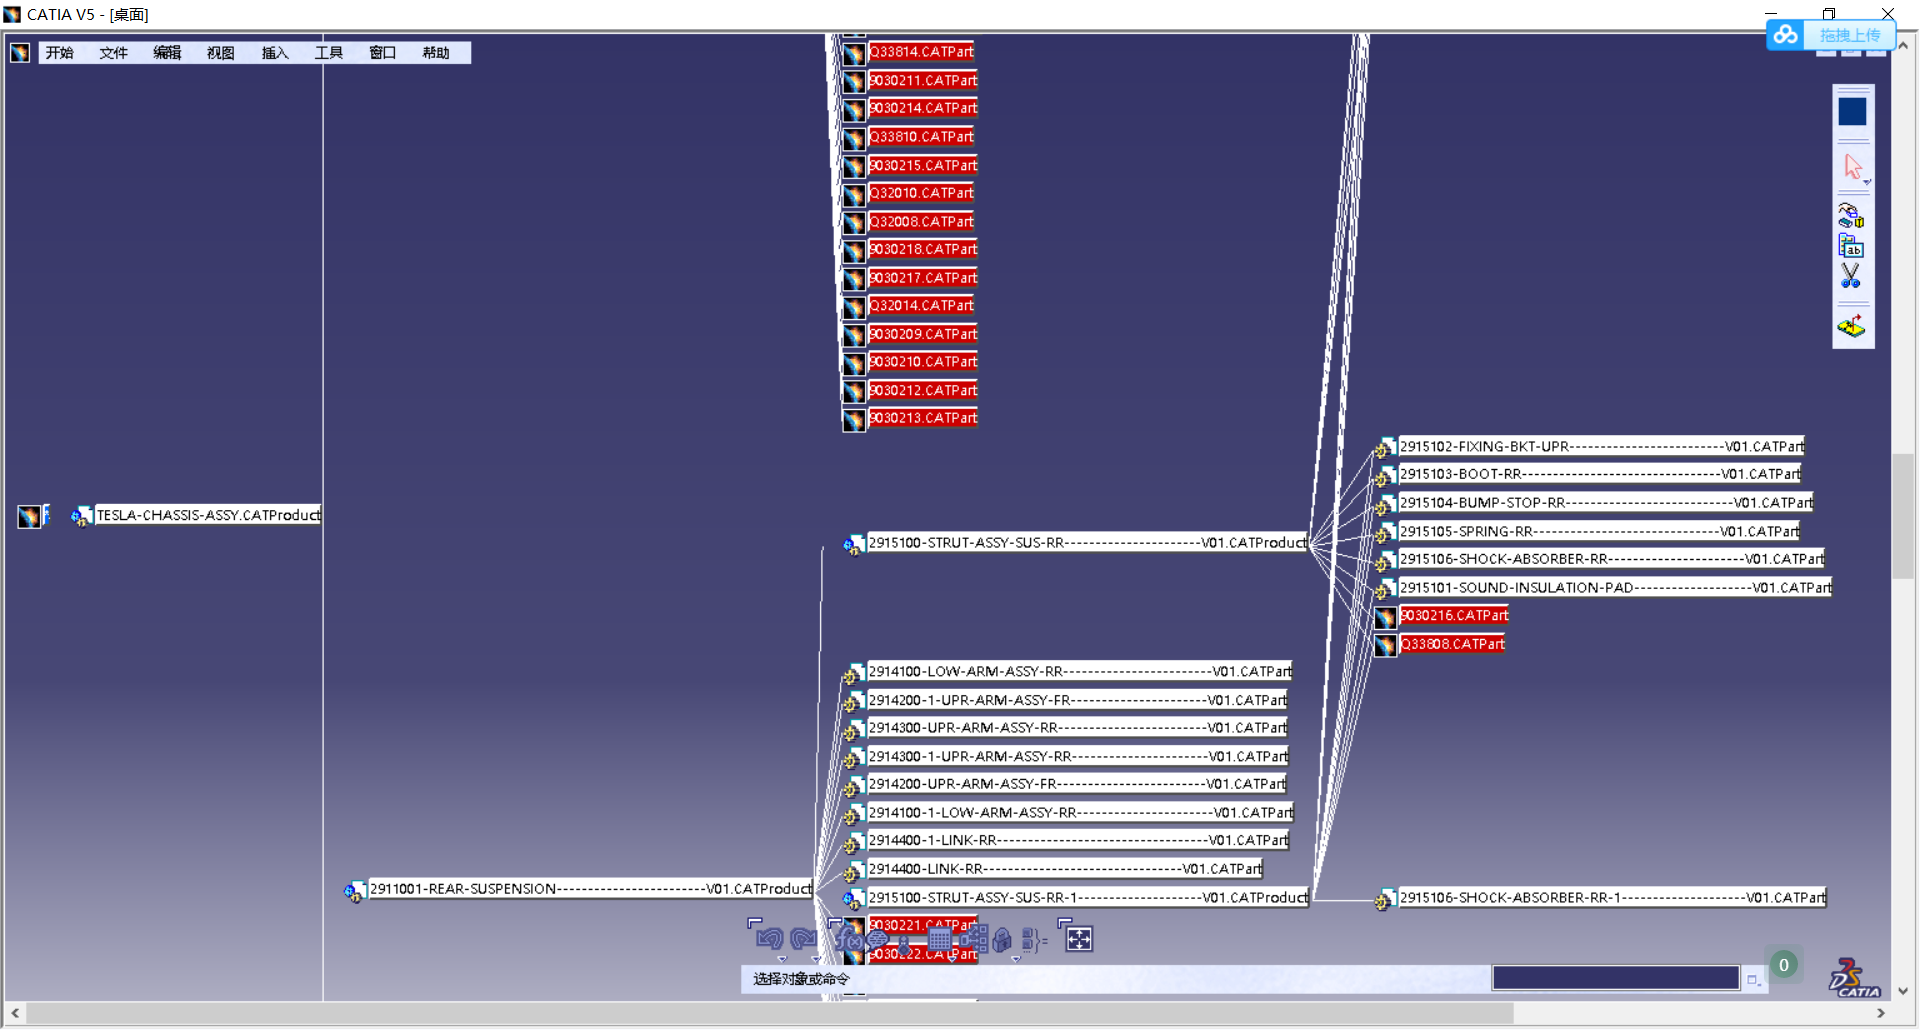 CATIA V5 - [桌面]
开始 文件 编辑 视图 插入 工具 窗口 帮助
拖拽上传
Q33814.CATPart
9030211.CATPart
9030214.CATPart
Q33810.CATPart
9030215.CATPart
Q32010.CATPart
Q32008.CATPart
9030218.CATPart
9030217.CATPart
Q32014.CATPart
9030209.CATPart
9030210.CATPart
9030212.CATPart
9030213.CATPart
2915102-FIXING-BKT-UPR------------------------V01.CATPart
2915103-BOOT-RR-------------------------------V01.CATPart
2915104-BUMP-STOP-RR--------------------------V01.CATPart
2915105-SPRING-RR-----------------------------V01.CATPart
2915106-SHOCK-ABSORBER-RR---------------------V01.CATPart
2915101-SOUND-INSULATION-PAD------------------V01.CATPart
9030216.CATPart
Q33808.CATPart
TESLA-CHASSIS-ASSY.CATProduct
2915100-STRUT-ASSY-SUS-RR---------------------V01.CATProduct
2914100-LOW-ARM-ASSY-RR-----------------------V01.CATPart
2914200-1-UPR-ARM-ASSY-FR---------------------V01.CATPart
2914300-UPR-ARM-ASSY-RR-----------------------V01.CATPart
2914300-1-UPR-ARM-ASSY-RR---------------------V01.CATPart
2914200-UPR-ARM-ASSY-FR-----------------------V01.CATPart
2914100-1-LOW-ARM-ASSY-RR---------------------V01.CATPart
2914400-1-LINK-RR-----------------------------V01.CATPart
2914400-LINK-RR-------------------------------V01.CATPart
2911001-REAR-SUSPENSION-----------------------V01.CATProduct
2915100-STRUT-ASSY-SUS-RR-1-------------------V01.CATProduct
2915106-SHOCK-ABSORBER-RR-1-------------------V01.CATPart
9030221.CATPart
9030222.CATPart
选择对象或命令
0
CATIA